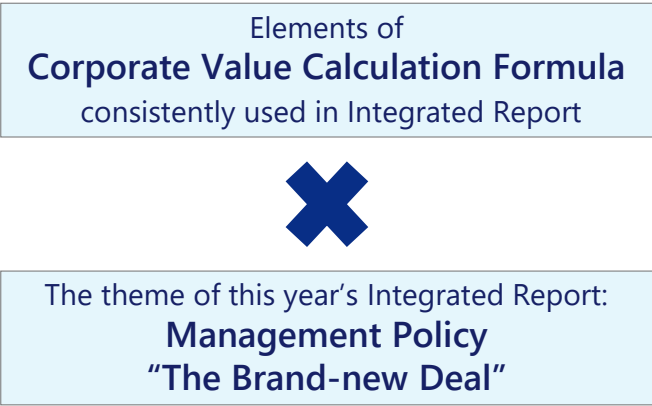 Elements of
Corporate Value Calculation Formula
consistently used in Integrated Report
The theme of this year’s Integrated Report:
Management Policy
“The Brand-new Deal”